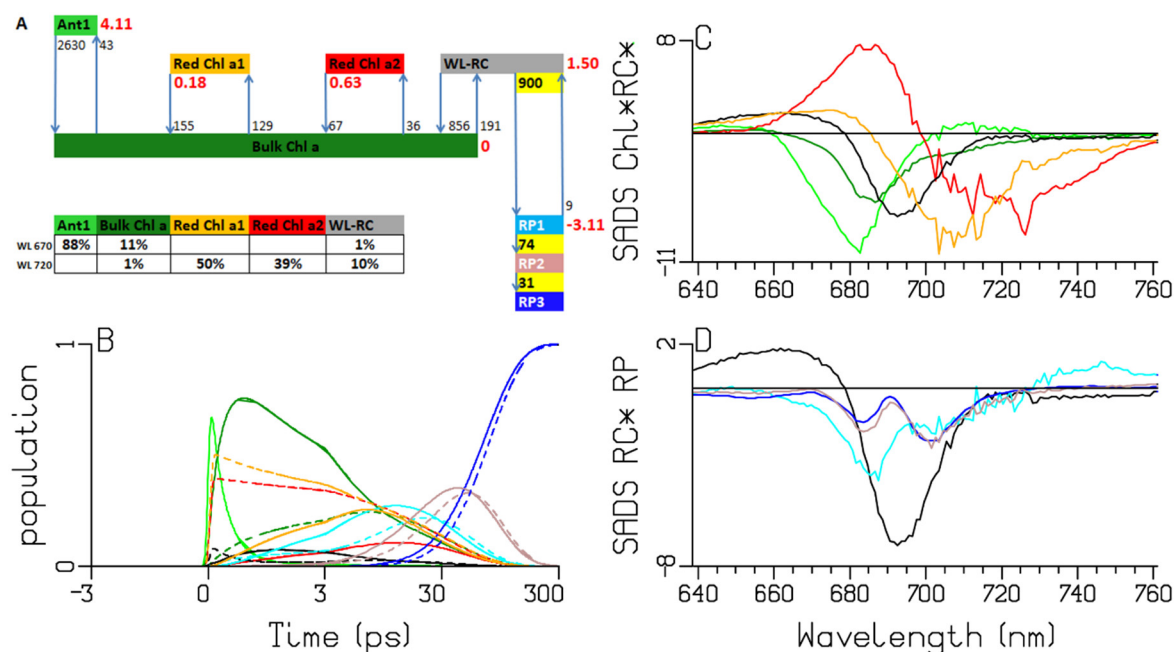 A
Ant1 4.11
2630 43
Red Chl a1
0.18
Red Chl a2
0.63
WL-RC 1.50
900
155 129 67 36 856 191
Bulk Chl a
0
9
RP1 -3.11
74
RP2
31
RP3
Ant1 Bulk Chl a Red Chl a1 Red Chl a2 WL-RC
WL 670 88% 11% 1%
WL 720 1% 50% 39% 10%
B
1
0
population
-3 0 3 30 300
Time (ps)
C
8
-11
SADS Chl*RC*
640 660 680 700 720 740 760
D
2
-8
SADS RC* RP
640 660 680 700 720 740 760
Wavelength (nm)